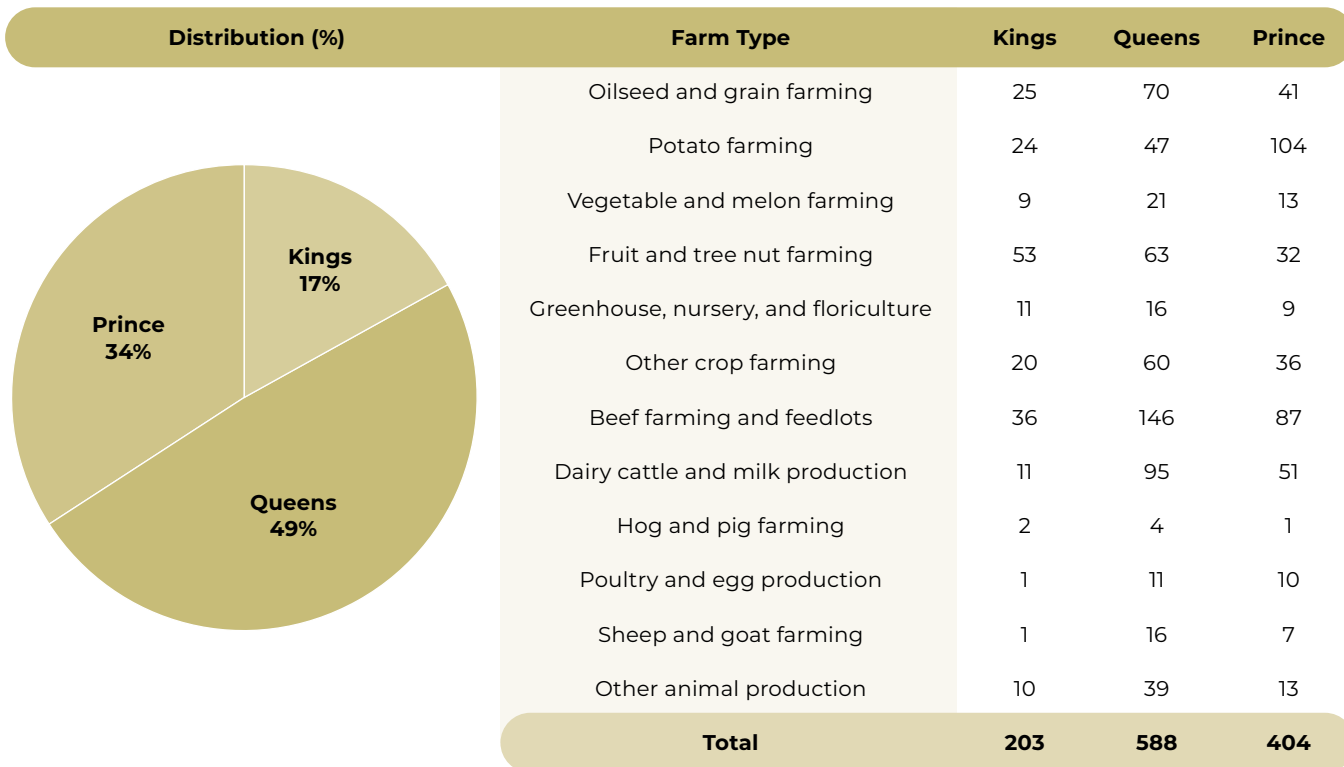 Distribution (%) Farm Type Kings Queens Prince
Kings
17%
Prince
34%
Queens
49%
Oilseed and grain farming 25 70 41
Potato farming 24 47 104
Vegetable and melon farming 9 21 13
Fruit and tree nut farming 53 63 32
Greenhouse, nursery, and floriculture 11 16 9
Other crop farming 20 60 36
Beef farming and feedlots 36 146 87
Dairy cattle and milk production 11 95 51
Hog and pig farming 2 4 1
Poultry and egg production 1 11 10
Sheep and goat farming 1 16 7
Other animal production 10 39 13
Total 203 588 404